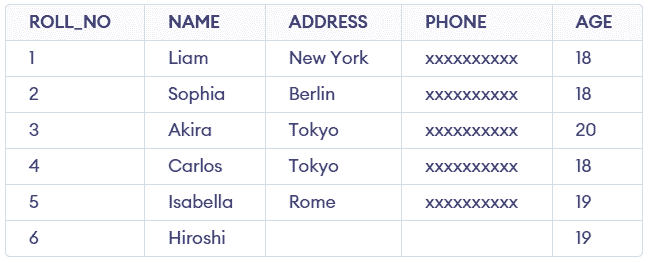 ROLL_NO NAME ADDRESS PHONE AGE
1 Liam New York xxxxxxxxxx 18
2 Sophia Berlin xxxxxxxxxx 18
3 Akira Tokyo xxxxxxxxxx 20
4 Carlos Tokyo xxxxxxxxxx 18
5 Isabella Rome xxxxxxxxxx 19
6 Hiroshi 19